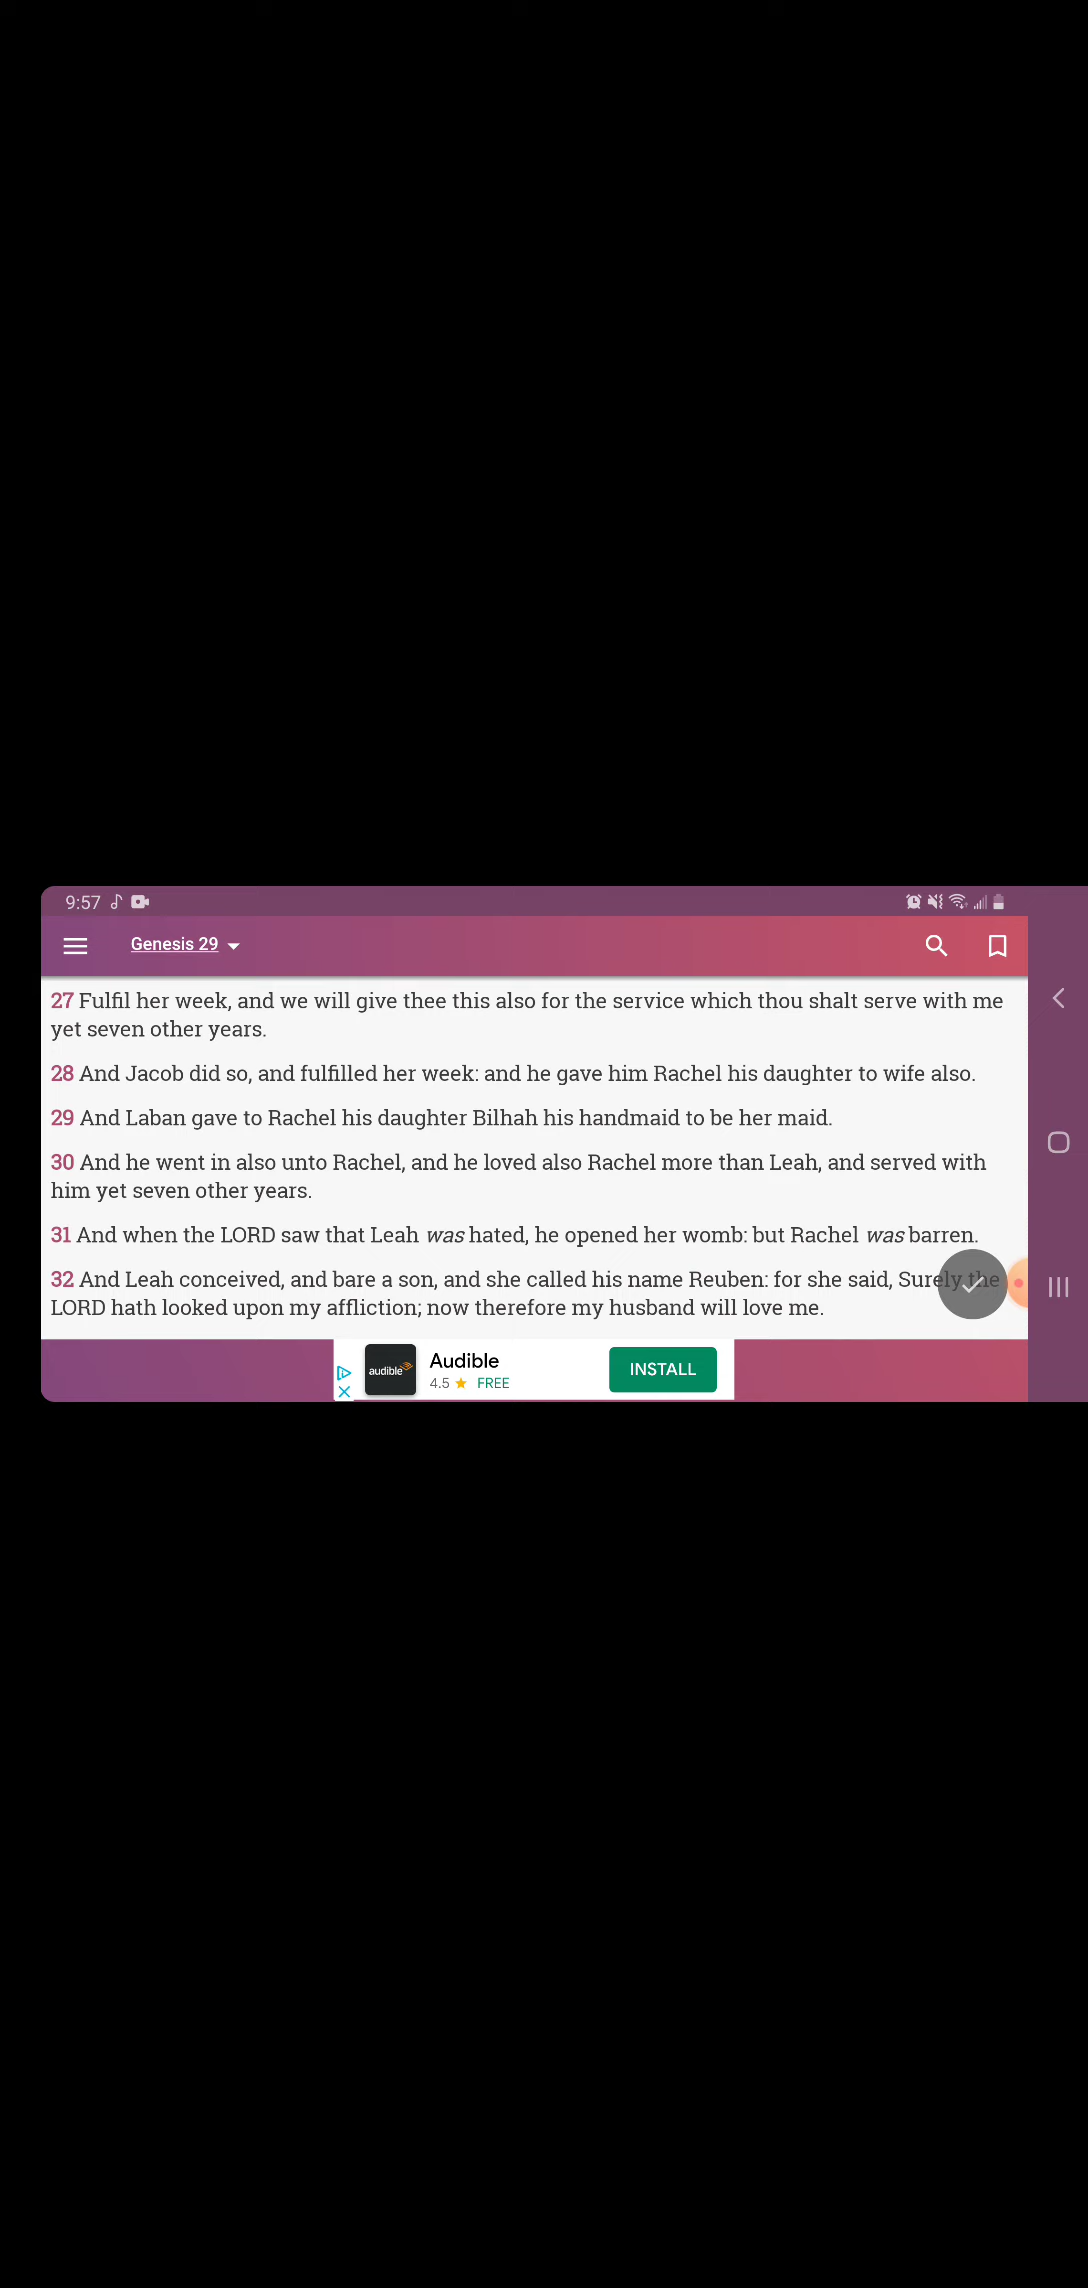 9:57
Genesis 29
27 Fulfil her week, and we will give thee this also for the service which thou shalt serve with me
yet seven other years.
28 And Jacob did so, and fulfilled her week: and he gave him Rachel his daughter to wife also.
29 And Laban gave to Rachel his daughter Bilhah his handmaid to be her maid.
30 And he went in also unto Rachel, and he loved also Rachel more than Leah, and served with
him yet seven other years.
31 And when the LORD saw that Leah was hated, he opened her womb: but Rachel was barren.
32 And Leah conceived, and bare a son, and she called his name Reuben: for she said, Surely the
LORD hath looked upon my affliction; now therefore my husband will love me.
audible
Audible
4.5 FREE
INSTALL